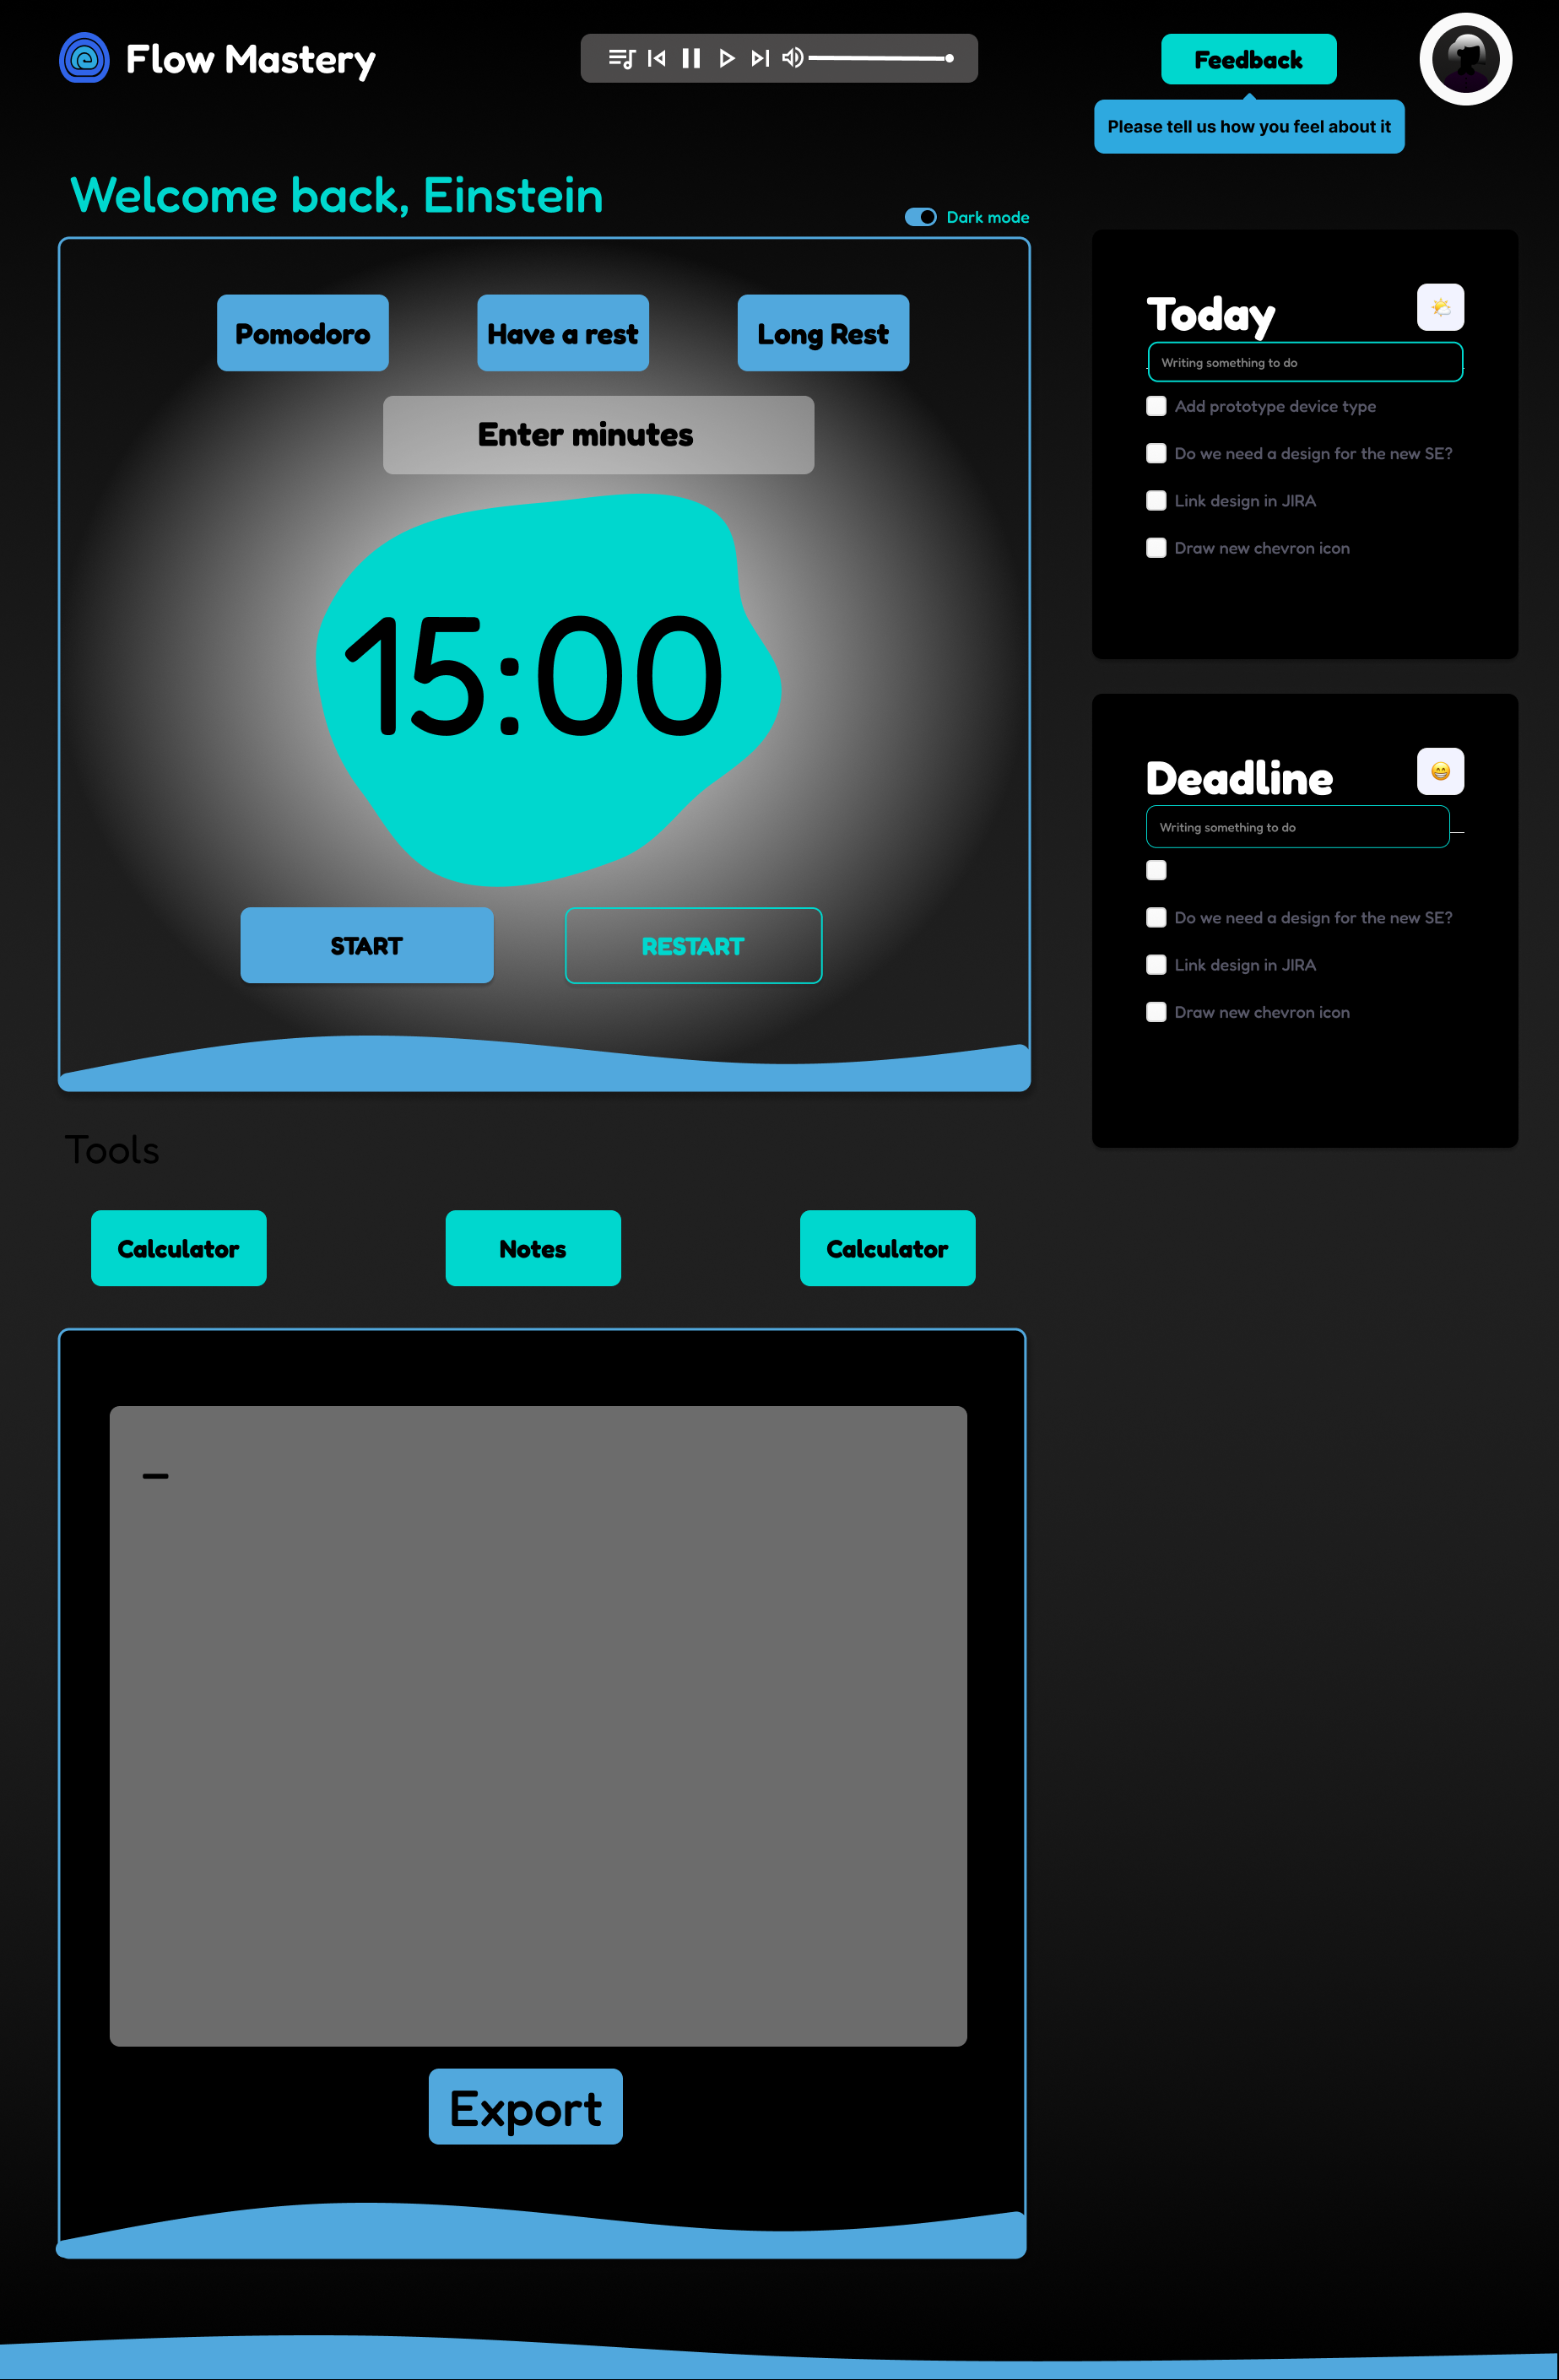 Flow Mastery
Feedback
Please tell us how you feel about it
Welcome back, Einstein
Dark mode
Pomodoro
Have a rest
Long Rest
Enter minutes
15:00
START
RESTART
Today
Writing something to do
Add prototype device type
Do we need a design for the new SE?
Link design in JIRA
Draw new chevron icon
Deadline
Writing something to do
Do we need a design for the new SE?
Link design in JIRA
Draw new chevron icon
Tools
Calculator
Notes
Calculator
Export